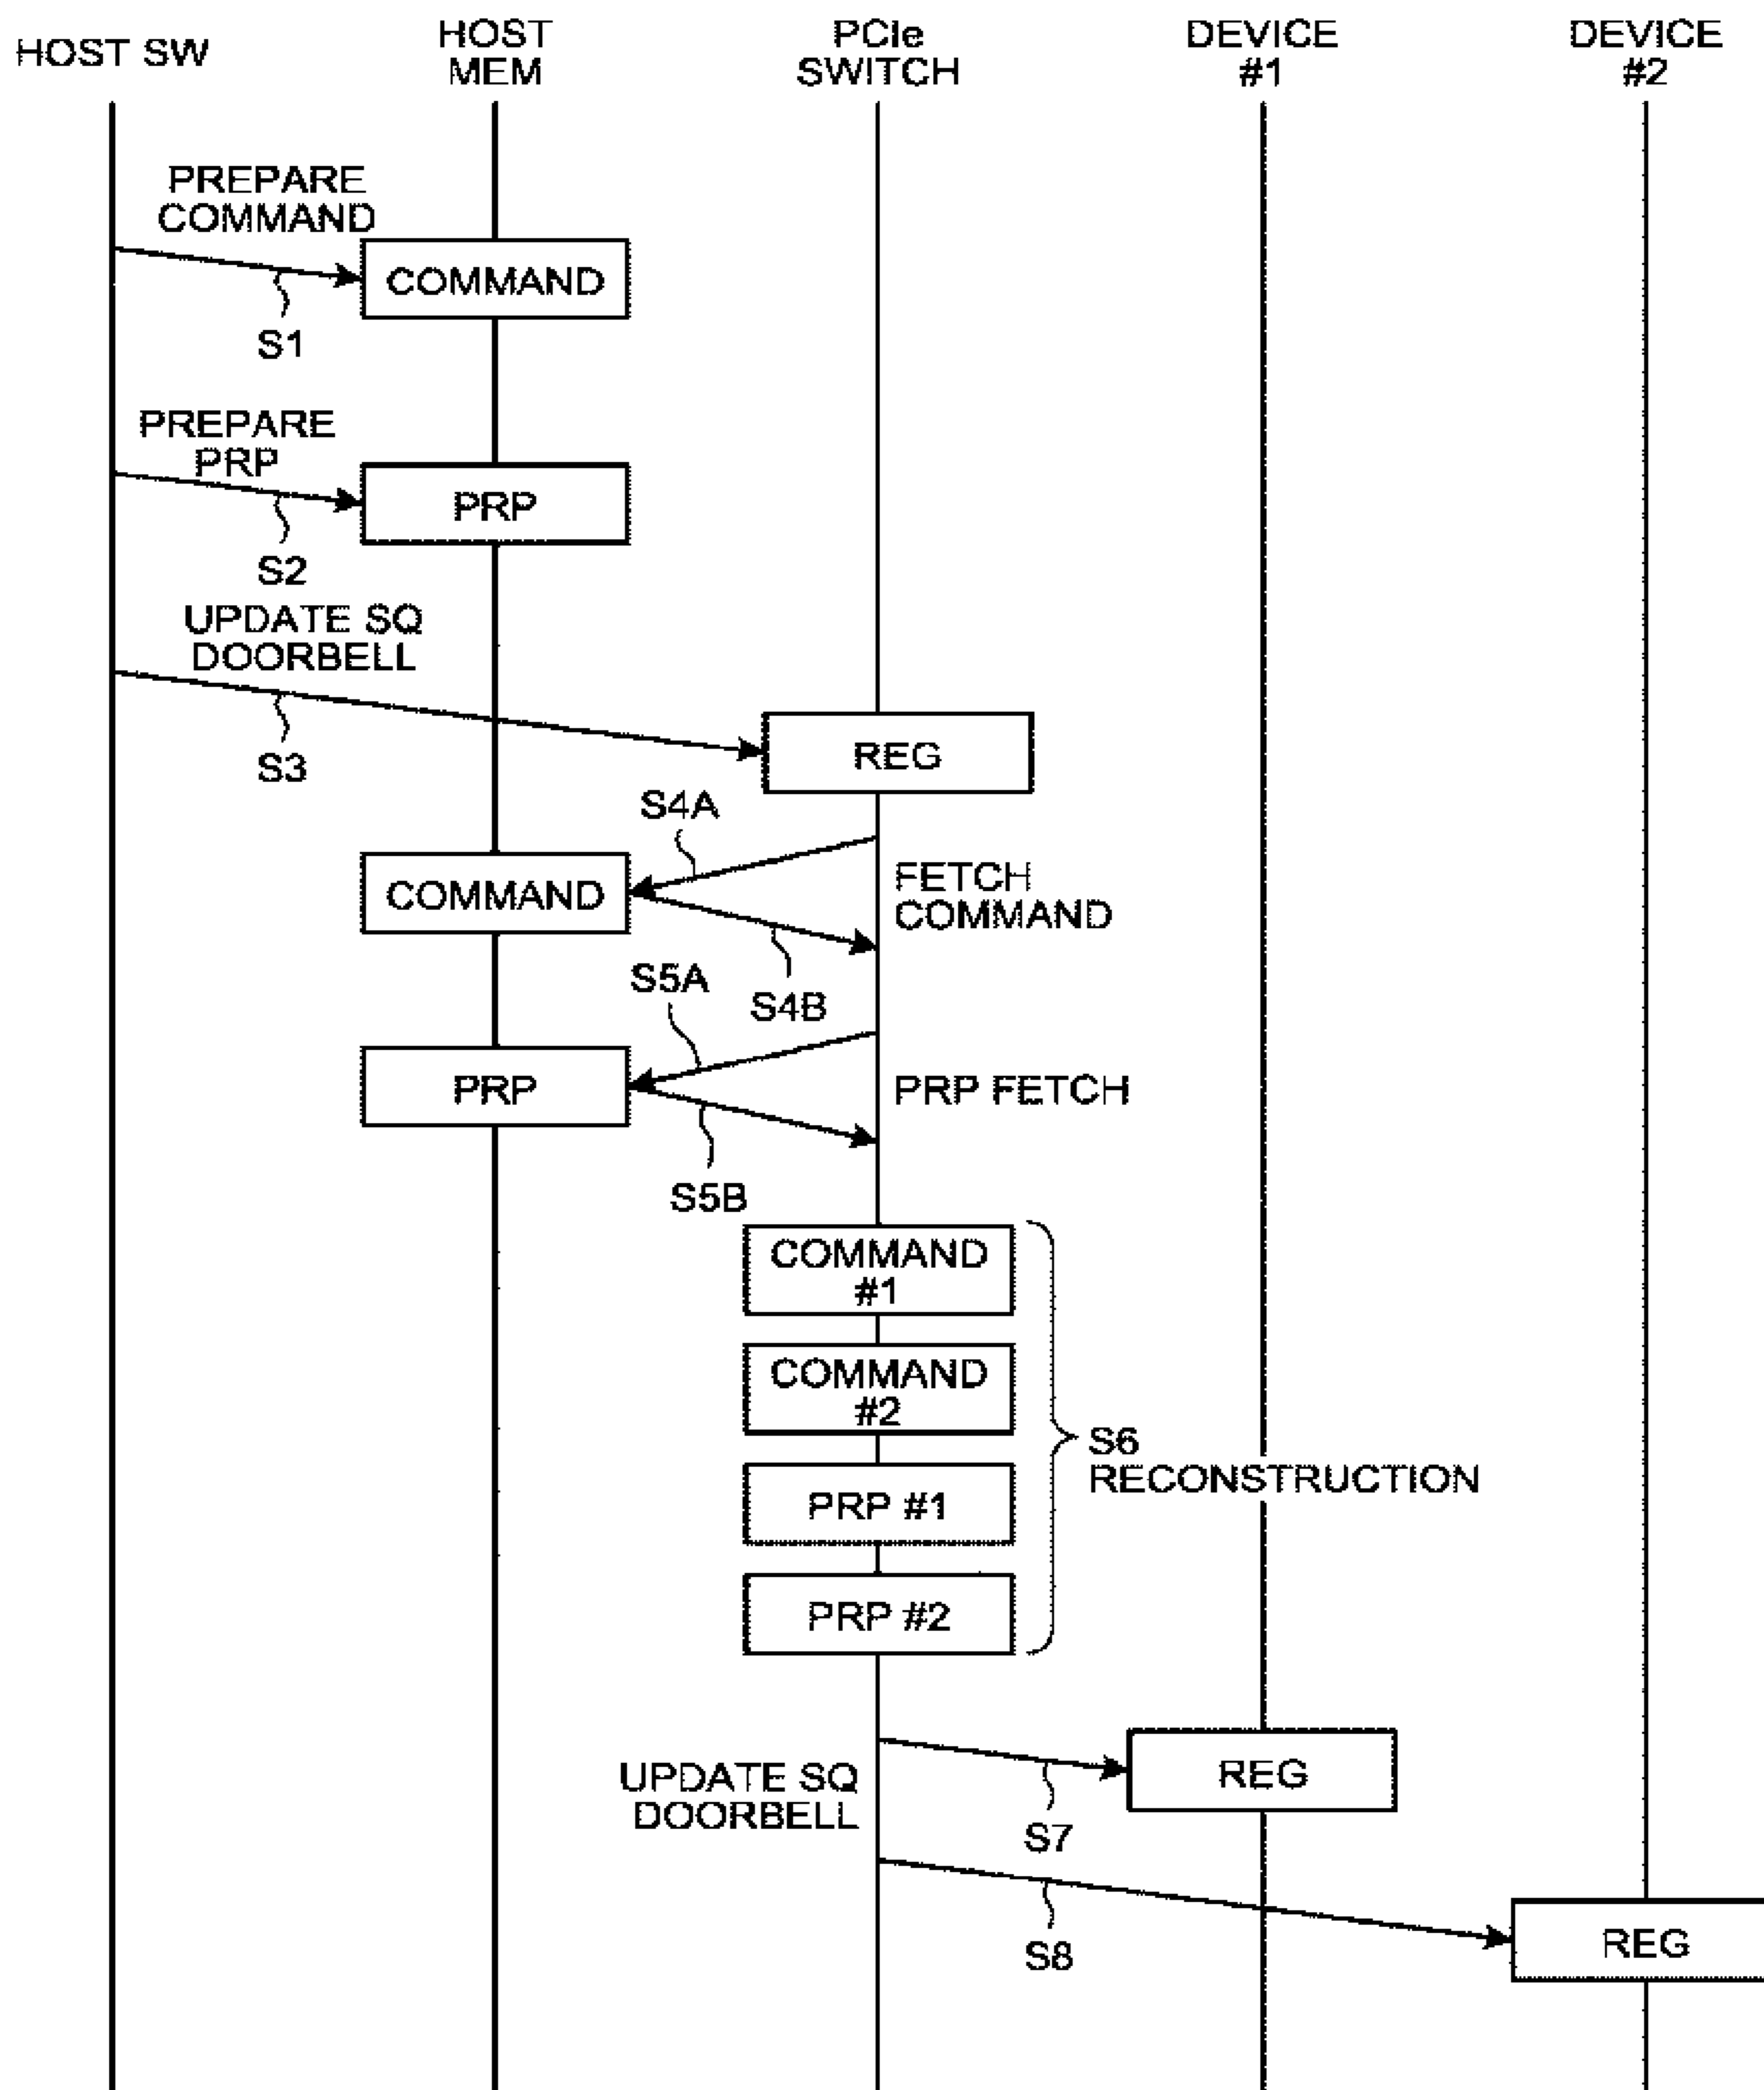 HOST SW
HOST
MEM
PCIe
SWITCH
DEVICE
#1
DEVICE
#2
PREPARE
COMMAND
COMMAND
S1
PREPARE
PRP
PRP
S2
UPDATE SQ
DOORBELL
S3
REG
S4A
COMMAND
FETCH
COMMAND
S4B
S5A
PRP
PRP FETCH
S5B
COMMAND
#1
COMMAND
#2
PRP #1
PRP #2
S6
RECONSTRUCTION
UPDATE SQ
DOORBELL
REG
S7
S8
REG